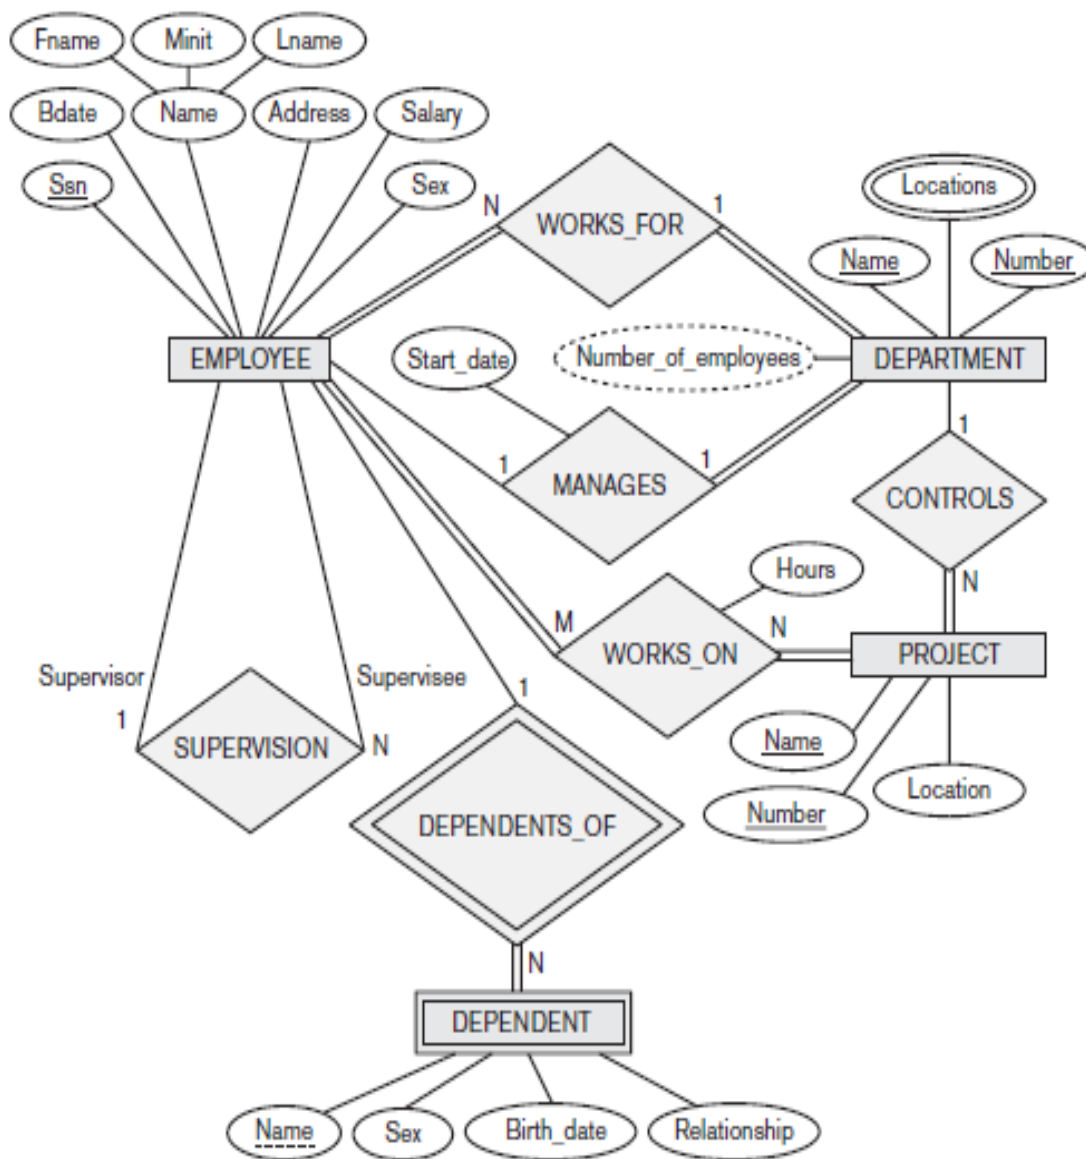 Fname Minit Lname
Bdate Name Address Salary
Ssn Sex
N WORKS_FOR 1
Locations
Name Number
EMPLOYEE Start_date Number_of_employees DEPARTMENT
1 MANAGES 1
1
CONTROLS
N
Hours
M WORKS_ON N PROJECT
Supervisor Supervisee
1 SUPERVISION N
1
Name
Number Location
DEPENDENTS_OF
N
DEPENDENT
Name Sex Birth_date Relationship